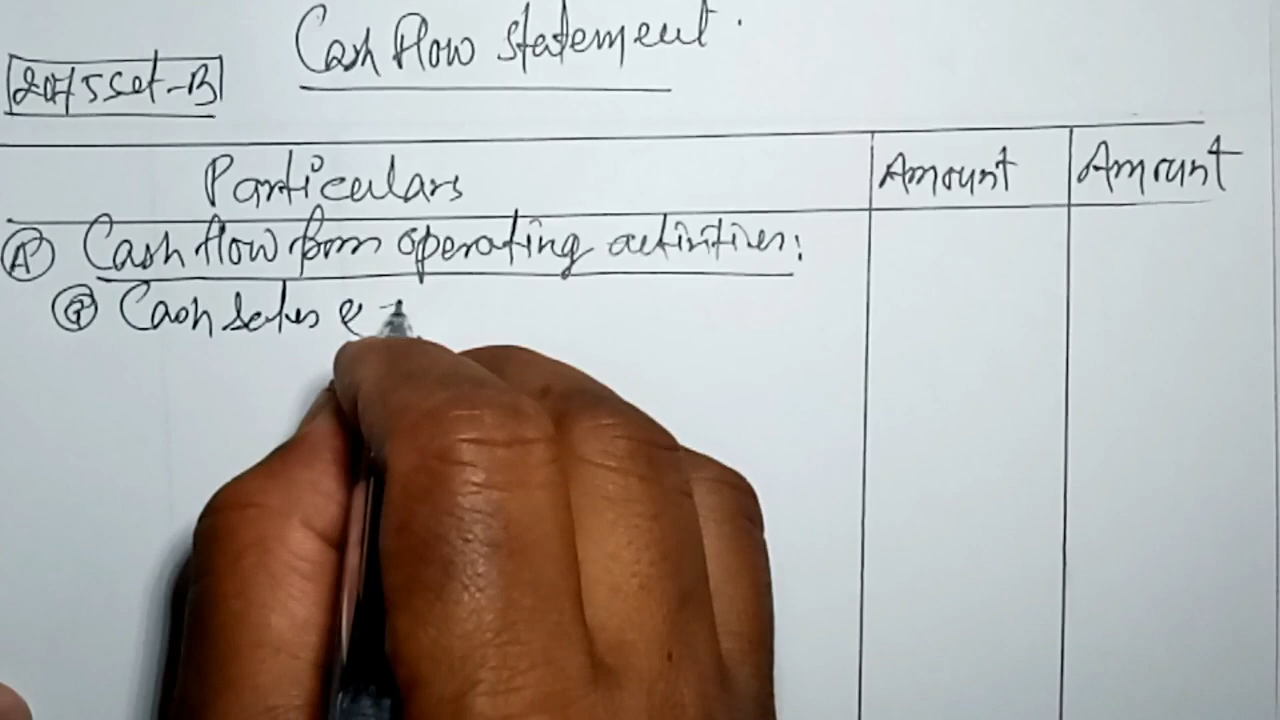 Cash Flow statement
2075 Set-B
Particulars Amount Amount
(A) Cash flow from operating activities:
(a) Cash sales &